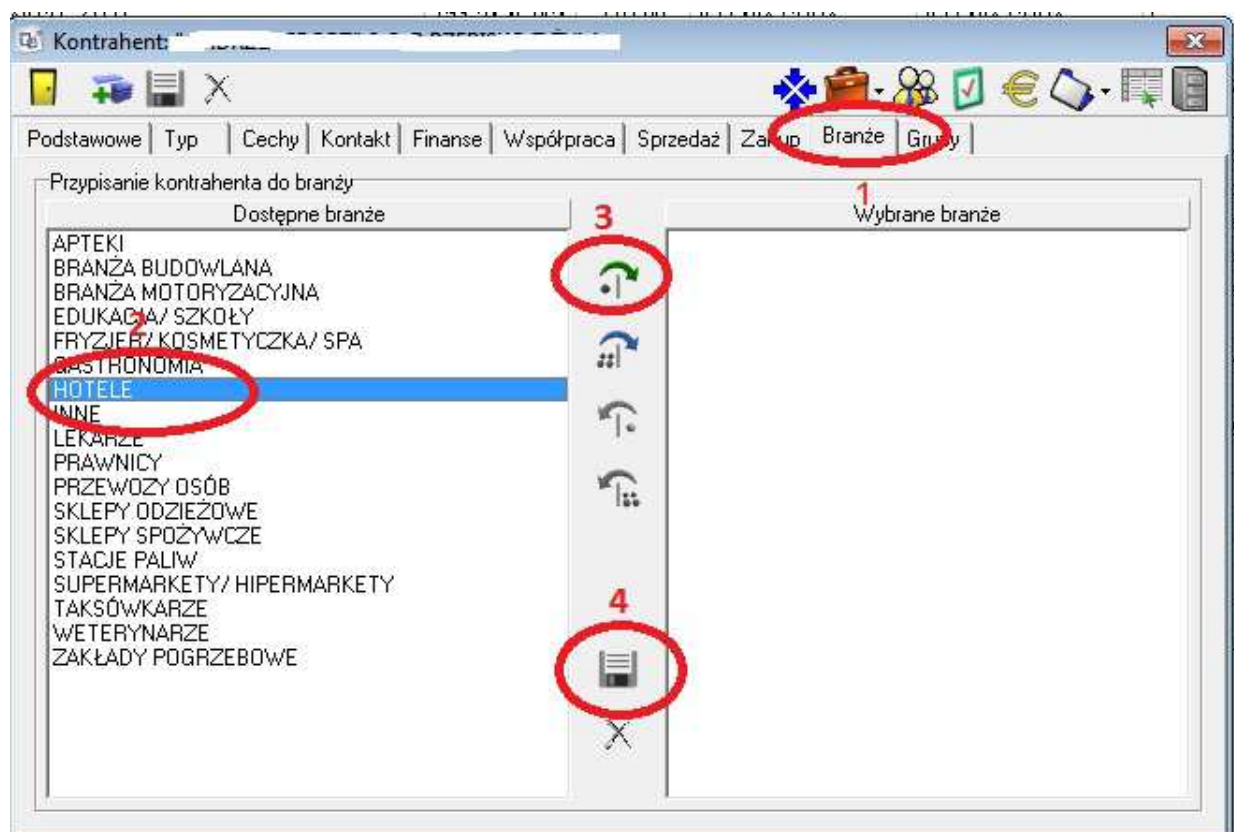 Kontrahent:
Podstawowe Typ Cechy Kontakt Finanse Współpraca Sprzedaż Zakup Branże Grupy
1
Przypisanie kontrahenta do branży
Dostępne branże
3
Wybrane branże
APTEKI
BRANŻA BUDOWLANA
BRANŻA MOTORYZACYJNA
EDUKACJA/ SZKOŁY
2
FRYZJER/ KOSMETYCZKA/ SPA
GASTRONOMIA
HOTELE
INNE
LEKARZE
PRAWNICY
PRZEWOZY OSÓB
SKLEPY ODZIEŻOWE
SKLEPY SPOŻYWCZE
STACJE PALIW
SUPERMARKETY/ HIPERMARKETY
TAKSÓWKARZE
4
WETERYNARZE
ZAKŁADY POGRZEBOWE